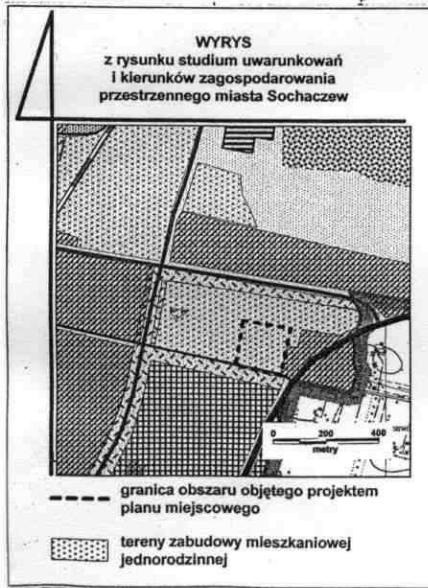 WYRYS
z rysunku studium uwarunkowań
i kierunków zagospodarowania
przestrzennego miasta Sochaczew
0 200 400
metry
granica obszaru objętego projektem
planu miejscowego
tereny zabudowy mieszkaniowej
jednorodzinnej